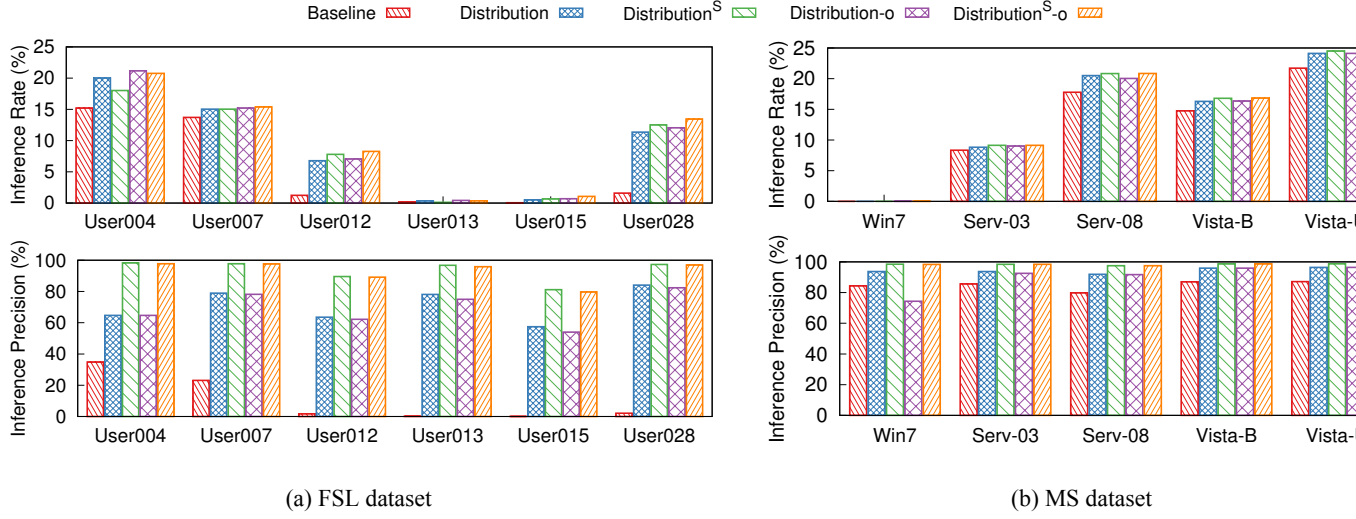 Baseline Distribution Distribution^S Distribution-o Distribution^S-o
Inference Rate (%)
25
20
15
10
5
0
User004 User007 User012 User013 User015 User028
Inference Precision (%)
100
80
60
40
20
0
User004 User007 User012 User013 User015 User028
(a) FSL dataset
Inference Rate (%)
25
20
15
10
5
0
Win7 Serv-03 Serv-08 Vista-B
Inference Precision (%)
100
80
60
40
20
0
Win7 Serv-03 Serv-08 Vista-B
(b) MS dataset